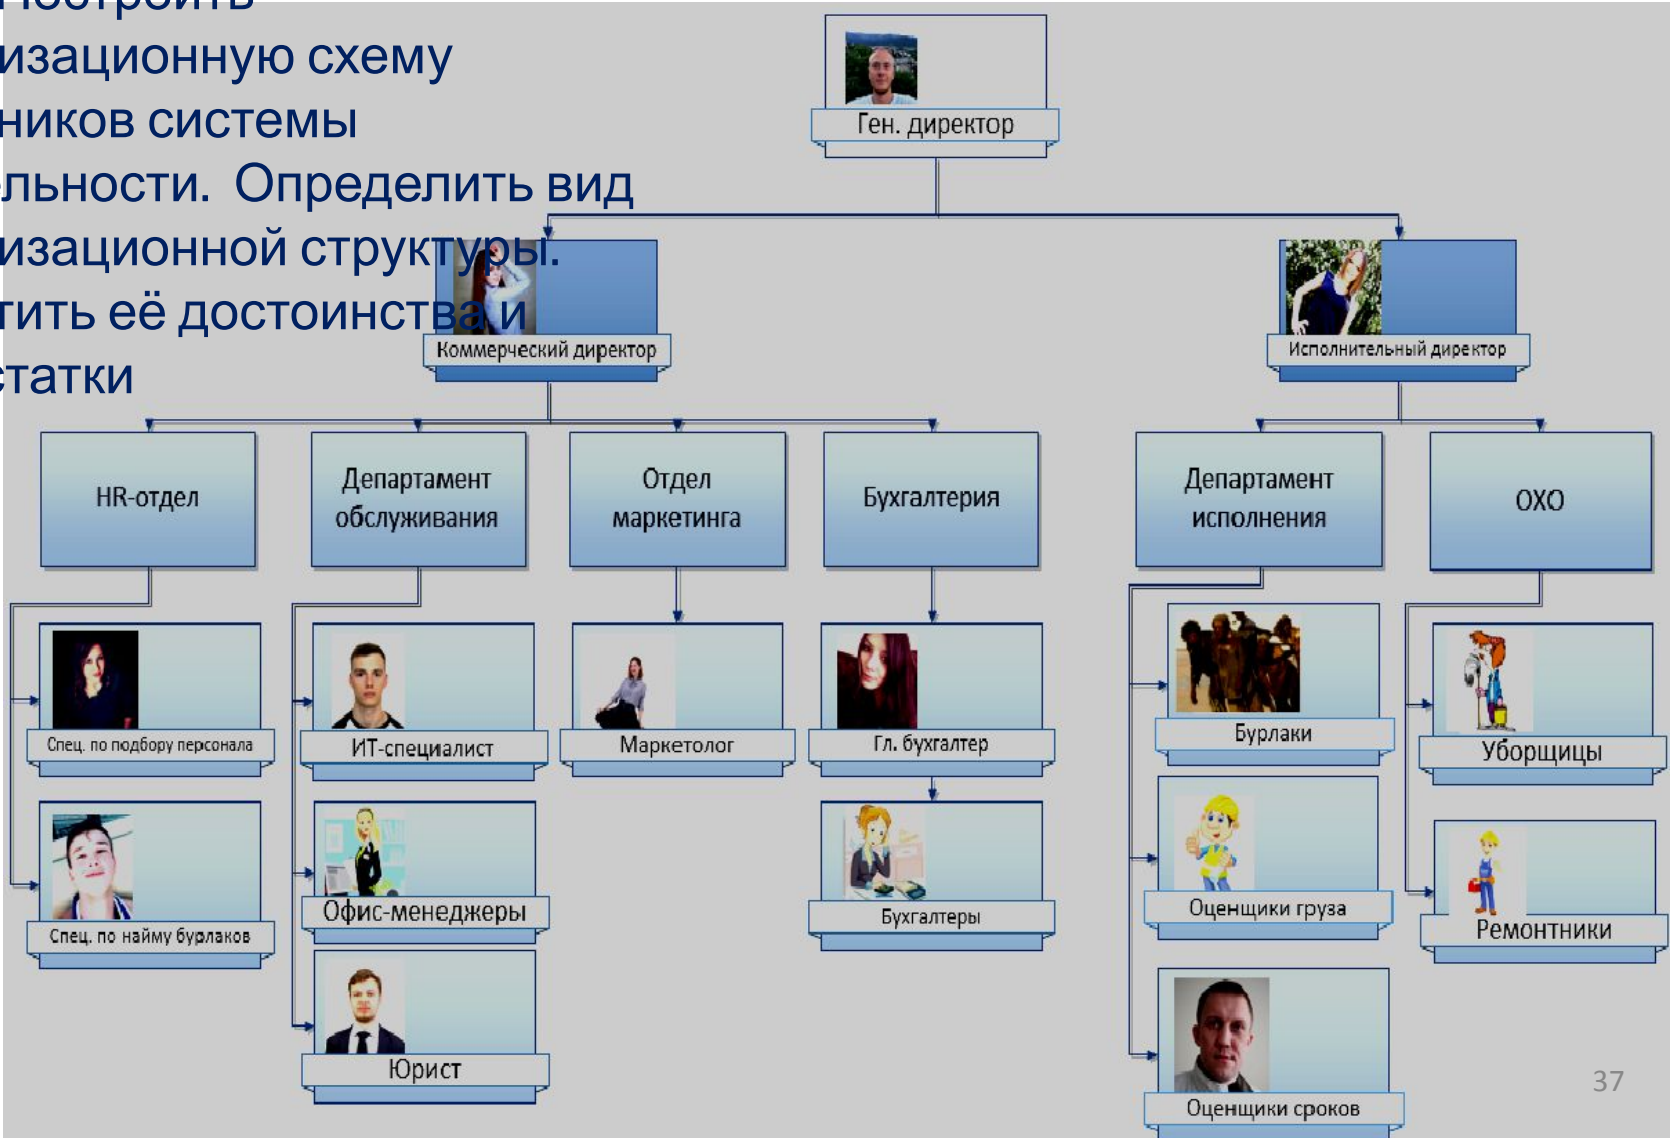 изационную схему
ников системы
льности. Определить вид
изационной структуры.
тить её достоинства и
статки
Ген. директор
Коммерческий директор
Исполнительный директор
HR-отдел
Департамент
обслуживания
Отдел
маркетинга
Бухгалтерия
Департамент
исполнения
ОХО
Спец. по подбору персонала
ИТ-специалист
Маркетолог
Гл. бухгалтер
Бурлаки
Уборщицы
Спец. по найму бурлаков
Офис-менеджеры
Бухгалтеры
Оценщики груза
Ремонтники
Юрист
Оценщики сроков
37